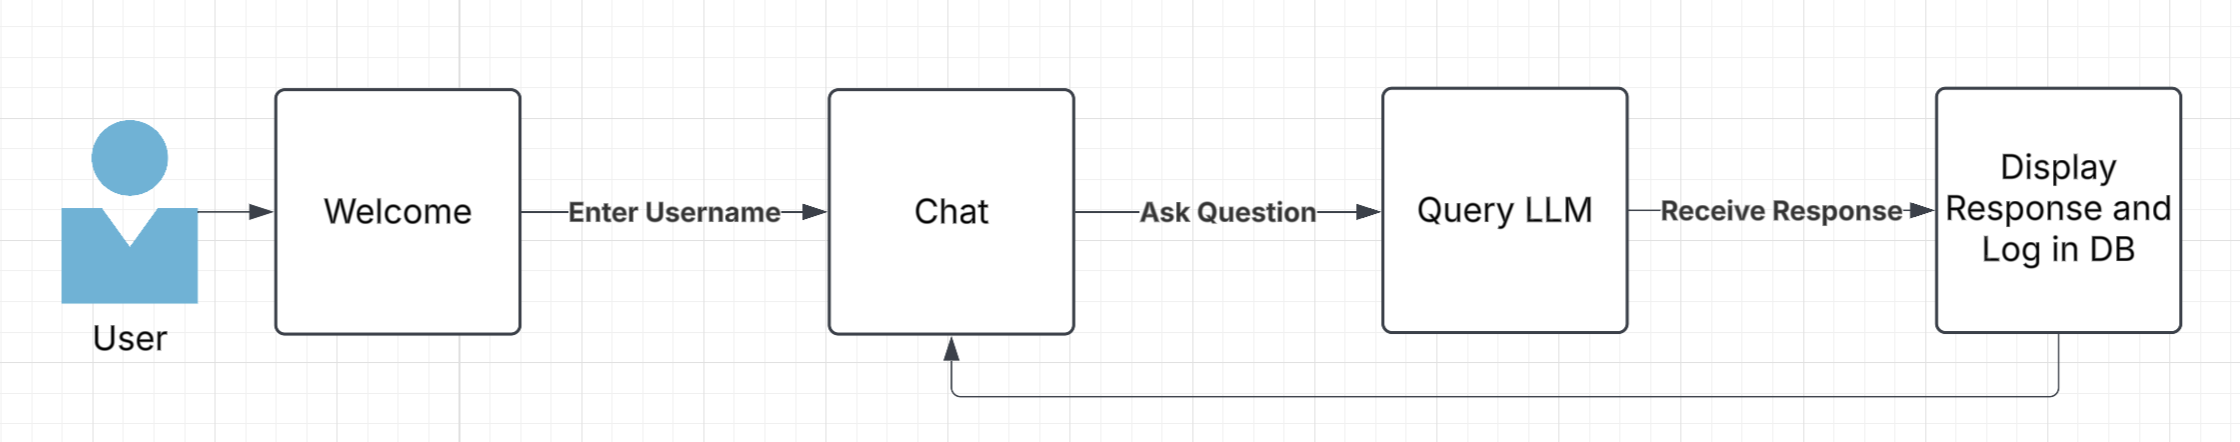 User
Welcome
Enter Username
Chat
Ask Question
Query LLM
Receive Response
Display
Response and
Log in DB